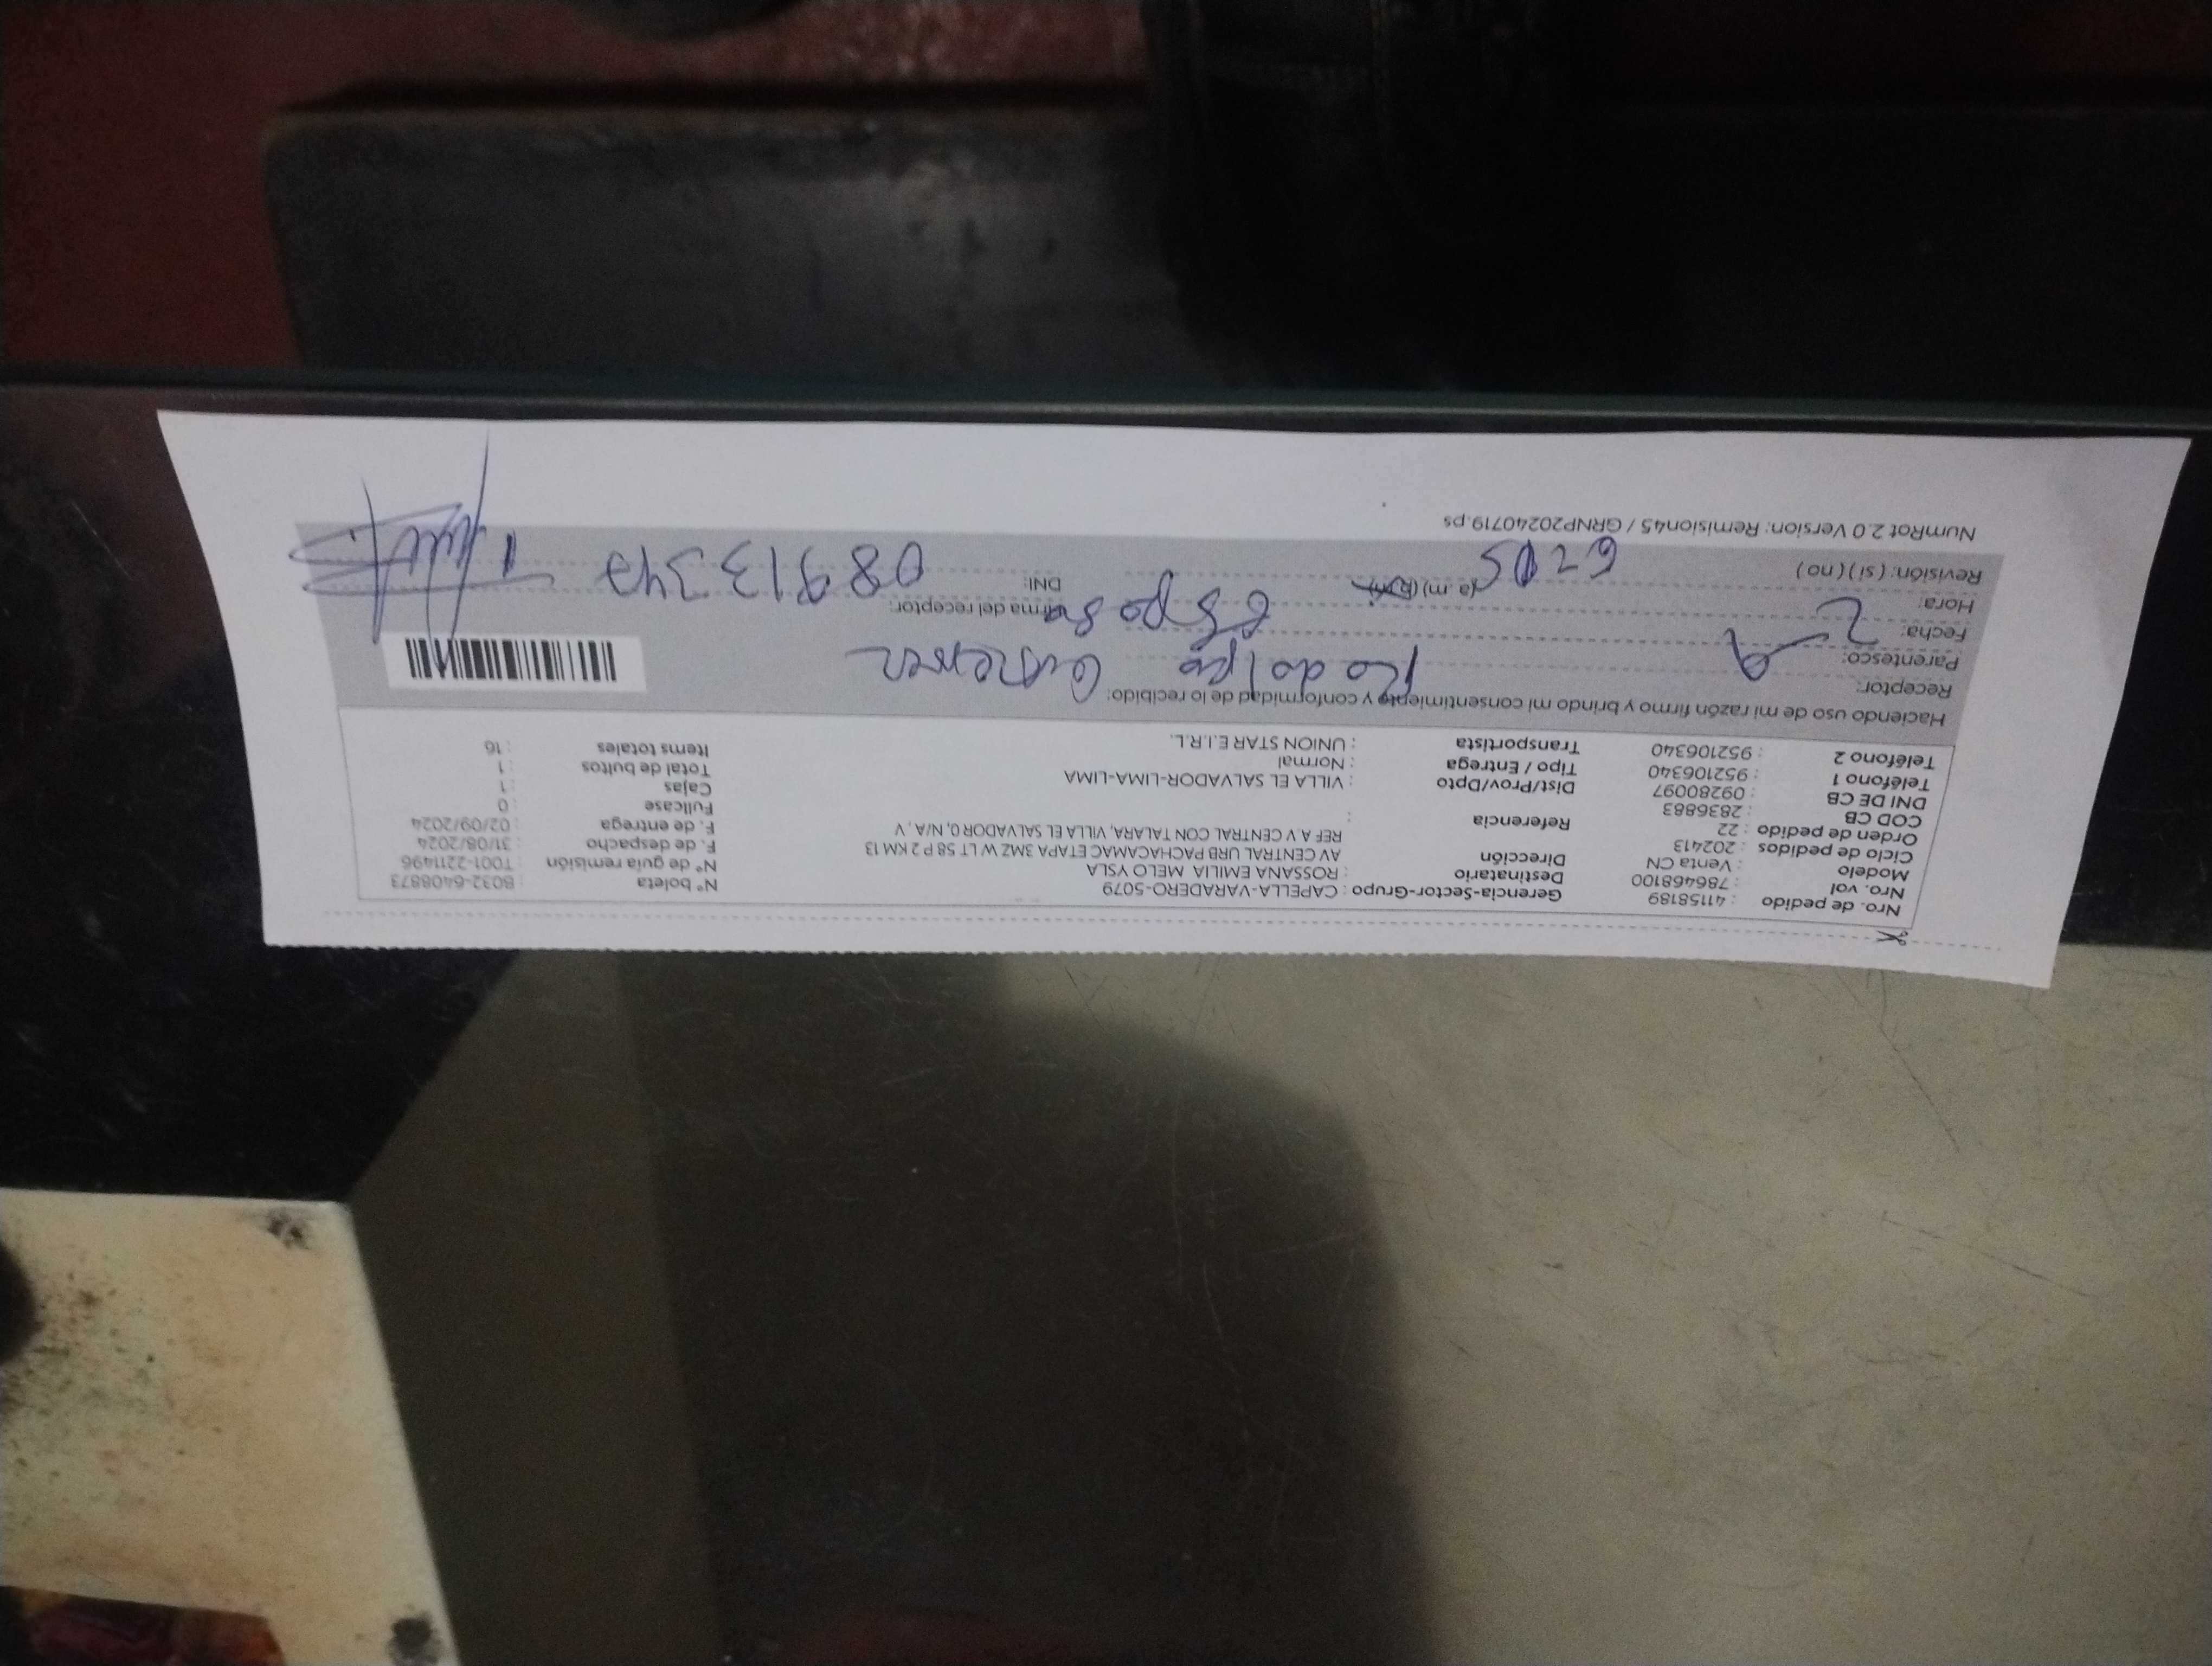 Nro. de pedido : 41158189
Nro. vol : 786468100
Modelo : Venta CN
Ciclo de pedidos : 202413
Orden de pedido : 22
COD CB : 2836883
DNI DE CB : 09280097
Teléfono 1 : 952106340
Teléfono 2 : 952106340
Gerencia-Sector-Grupo : CAPELLA-VARADERO-5079
Destinatario : ROSSANA EMILIA MELO YSLA
Dirección AV CENTRAL URB PACHACAMAC ETAPA 3MZ W LT 58 P 2 KM 13
REF A.V CENTRAL CON TALARA, VILLA EL SALVADOR 0, N/A , V
Referencia :
Dist/Prov/Dpto : VILLA EL SALVADOR-LIMA-LIMA
Tipo / Entrega : Normal
Transportista : UNION STAR E.I.R.L.
N° boleta : B032-6408873
N° de guía remisión : T001-2211496
F. de despacho : 31/08/2024
F. de entrega : 02/09/2024
Fullcase : 0
Cajas : 1
Total de bultos : 1
Items totales : 16
Haciendo uso de mi razón firmo y brindo mi consentimiento y conformidad de lo recibido:
Receptor: Rodolfo
Parentesco: Esposo
Fecha: 2 9
Hora: (a. m)
Revisión: ( si ) ( no )
Firma del receptor:
DNI: 08913347
NumRot 2.0 Version: Remision45 / GRNP20240719.ps